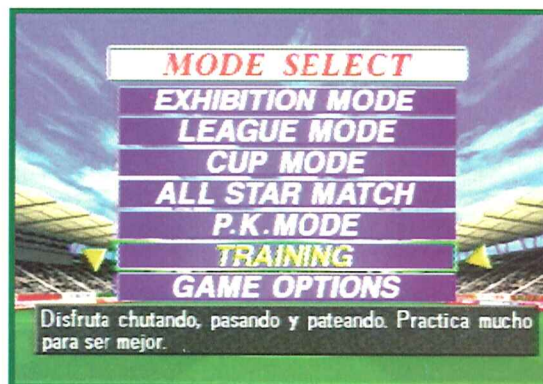 MODE SELECT
EXHIBITION MODE
LEAGUE MODE
CUP MODE
ALL STAR MATCH
P.K.MODE
TRAINING
GAME OPTIONS
Disfruta chutando, pasando y pateando. Practica mucho
para ser mejor.